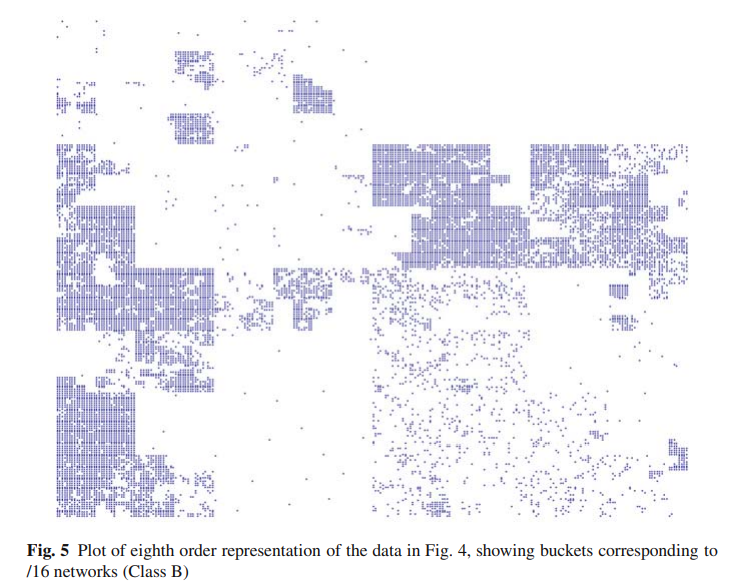 Fig. 5 Plot of eighth order representation of the data in Fig. 4, showing buckets corresponding to
/16 networks (Class B)